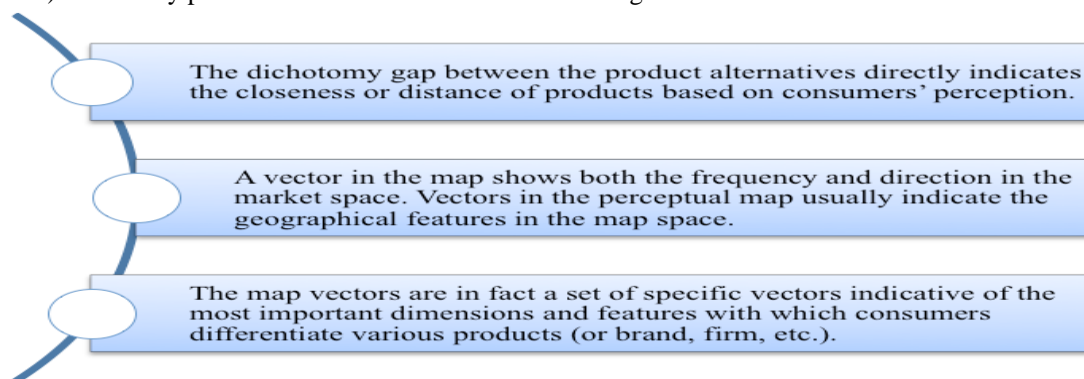 The dichotomy gap between the product alternatives directly indicates
the closeness or distance of products based on consumers' perception.
A vector in the map shows both the frequency and direction in the
market space. Vectors in the perceptual map usually indicate the
geographical features in the map space.
The map vectors are in fact a set of specific vectors indicative of the
most important dimensions and features with which consumers
differentiate various products (or brand, firm, etc.).